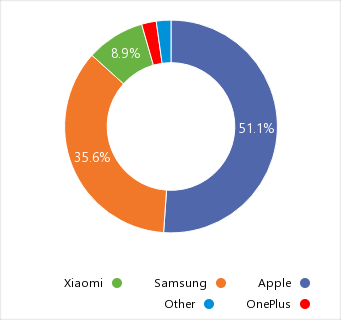 8.9%
51.1%
35.6%
Xiaomi Samsung Apple
Other OnePlus